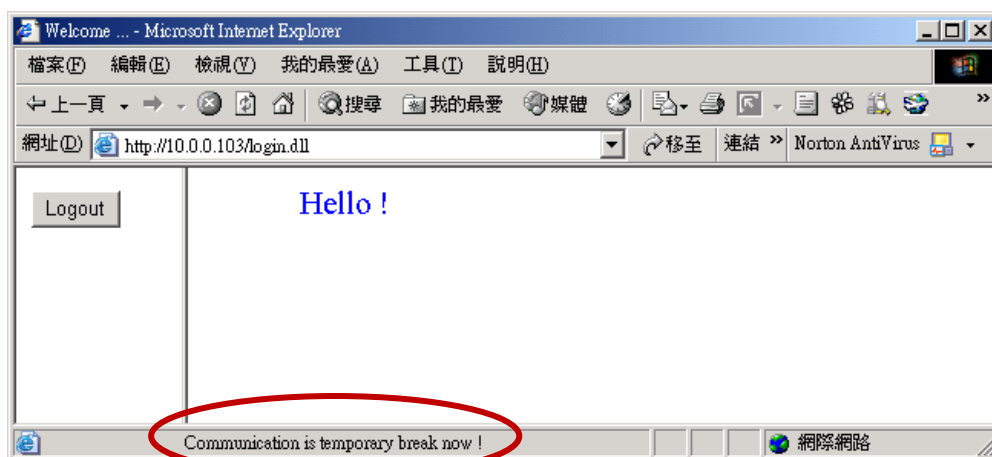 Welcome ... - Microsoft Internet Explorer
檔案(F) 編輯(E) 檢視(V) 我的最愛(A) 工具(T) 說明(H)
上一頁 搜尋 我的最愛 媒體 »
網址(D) http://10.0.0.103/login.dll 移至 連結 » Norton AntiVirus
Logout
Hello !
Communication is temporary break now !
網際網路